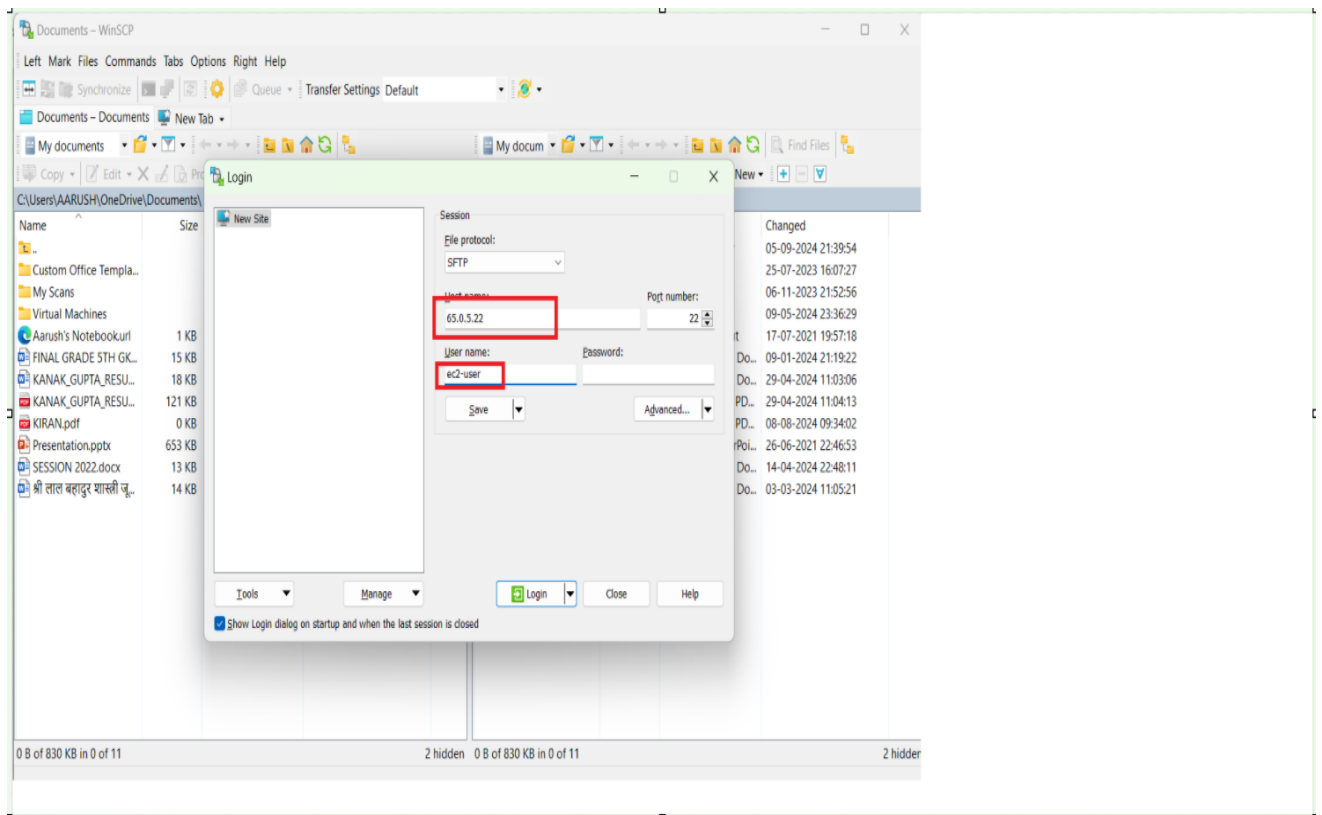 Documents – WinSCP
Left Mark Files Commands Tabs Options Right Help
Synchronize Queue Transfer Settings Default
Documents – Documents New Tab
My documents My docum Find Files
Copy Edit New
C:\Users\AARUSH\OneDrive\Documents\
Name Size Changed
.. 05-09-2024 21:39:54
Custom Office Templa... 25-07-2023 16:07:27
My Scans 06-11-2023 21:52:56
Virtual Machines 09-05-2024 23:36:29
Aarush's Notebook.url 1 KB 17-07-2021 19:57:18
FINAL GRADE 5TH GK... 15 KB Do... 09-01-2024 21:19:22
KANAK_GUPTA_RESU... 18 KB Do... 29-04-2024 11:03:06
KANAK_GUPTA_RESU... 121 KB PD... 29-04-2024 11:04:13
KIRAN.pdf 0 KB PD... 08-08-2024 09:34:02
Presentation.pptx 653 KB rPoi... 26-06-2021 22:46:53
SESSION 2022.docx 13 KB Do... 14-04-2024 22:48:11
श्री लाल बहादुर शास्त्री जू... 14 KB Do... 03-03-2024 11:05:21
Login
New Site
Session
File protocol:
SFTP
Host name: Port number:
65.0.5.22 22
User name: Password:
ec2-user
Save Advanced...
Tools Manage Login Close Help
Show Login dialog on startup and when the last session is closed
0 B of 830 KB in 0 of 11 2 hidden 0 B of 830 KB in 0 of 11 2 hidden